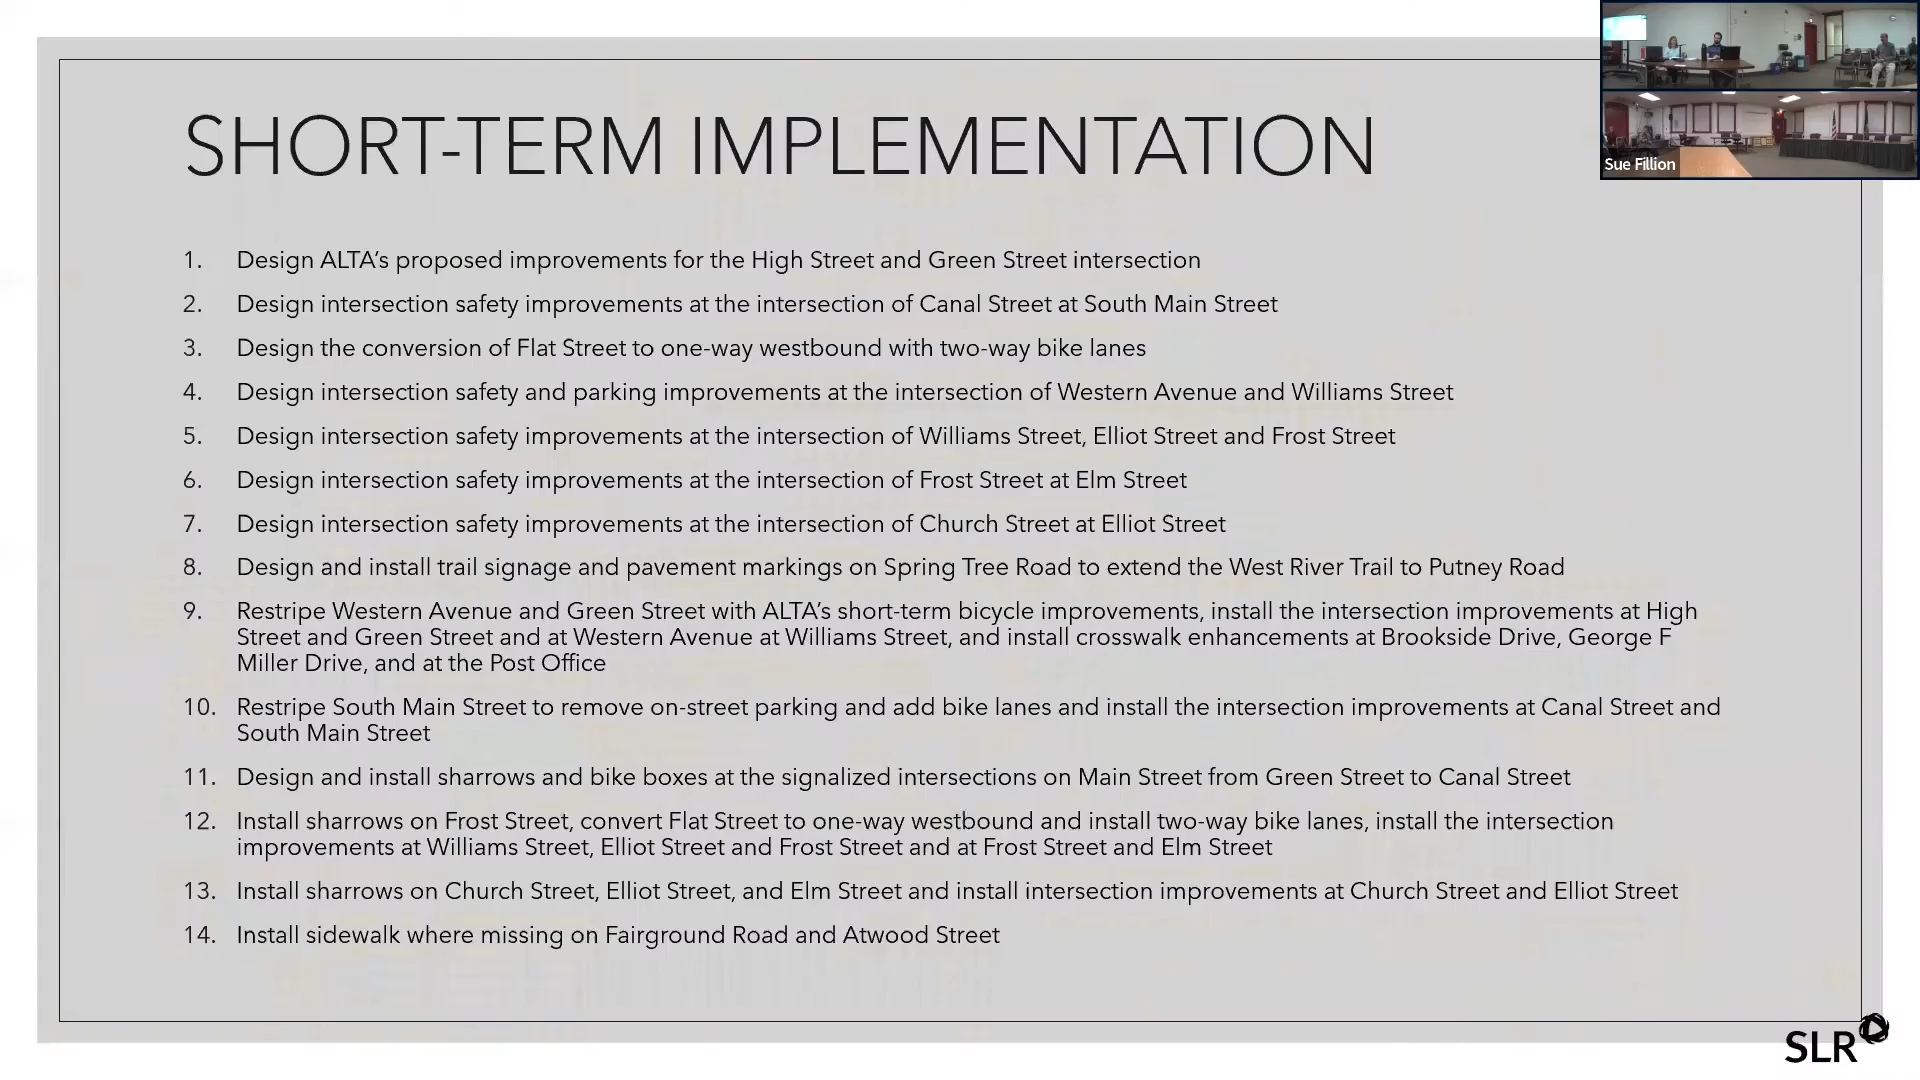 SHORT-TERM IMPLEMENTATION
1. Design ALTA’s proposed improvements for the High Street and Green Street intersection
2. Design intersection safety improvements at the intersection of Canal Street at South Main Street
3. Design the conversion of Flat Street to one-way westbound with two-way bike lanes
4. Design intersection safety and parking improvements at the intersection of Western Avenue and Williams Street
5. Design intersection safety improvements at the intersection of Williams Street, Elliot Street and Frost Street
6. Design intersection safety improvements at the intersection of Frost Street at Elm Street
7. Design intersection safety improvements at the intersection of Church Street at Elliot Street
8. Design and install trail signage and pavement markings on Spring Tree Road to extend the West River Trail to Putney Road
9. Restripe Western Avenue and Green Street with ALTA’s short-term bicycle improvements, install the intersection improvements at High
Street and Green Street and at Western Avenue at Williams Street, and install crosswalk enhancements at Brookside Drive, George F
Miller Drive, and at the Post Office
10. Restripe South Main Street to remove on-street parking and add bike lanes and install the intersection improvements at Canal Street and
South Main Street
11. Design and install sharrows and bike boxes at the signalized intersections on Main Street from Green Street to Canal Street
12. Install sharrows on Frost Street, convert Flat Street to one-way westbound and install two-way bike lanes, install the intersection
improvements at Williams Street, Elliot Street and Frost Street and at Frost Street and Elm Street
13. Install sharrows on Church Street, Elliot Street, and Elm Street and install intersection improvements at Church Street and Elliot Street
14. Install sidewalk where missing on Fairground Road and Atwood Street
Sue Fillion
SLR